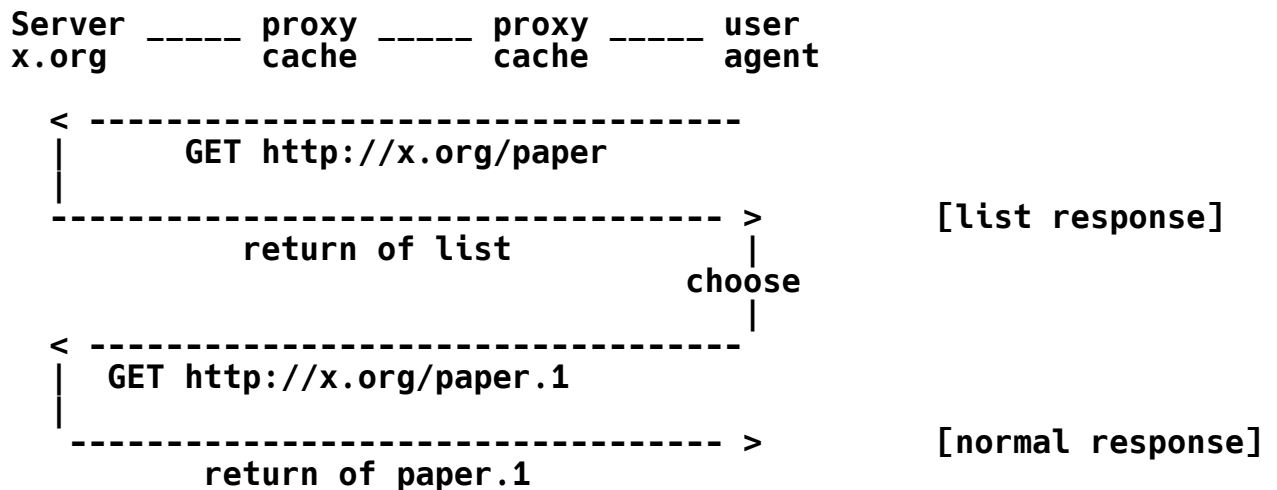 Server _____ proxy _____ proxy _____ user
x.org        cache       cache       agent
< ----------------------------------
|      GET http://x.org/paper
|
----------------------------------- >         [list response]
return of list            |
choose
|
< ----------------------------------
|  GET http://x.org/paper.1
|
---------------------------------- >         [normal response]
return of paper.1